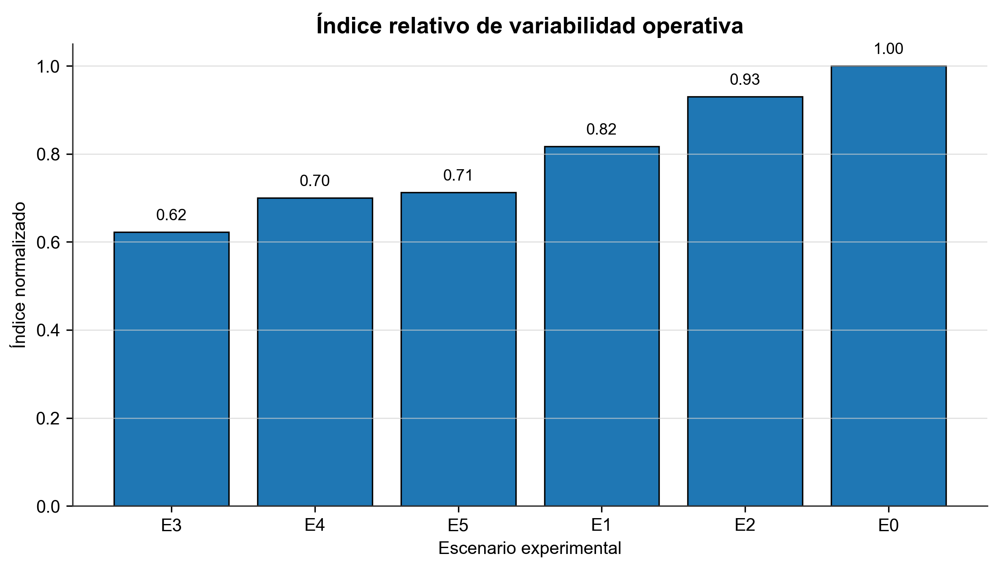 Índice relativo de variabilidad operativa
Índice normalizado
1.0
0.8
0.6
0.4
0.2
0.0
0.62
0.70
0.71
0.82
0.93
1.00
E3
E4
E5
E1
E2
E0
Escenario experimental